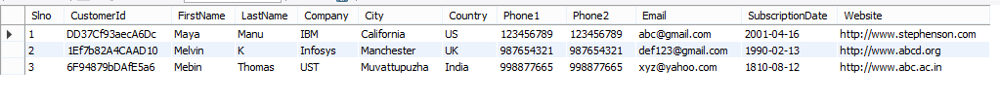 Slno CustomerId FirstName LastName Company City Country Phone1 Phone2 Email SubscriptionDate Website
1 DD37Cf93aecA6Dc Maya Manu IBM California US 123456789 123456789 abc@gmail.com 2001-04-16 http://www.stephenson.com
2 1Ef7b82A4CAAD10 Melvin K Infosys Manchester UK 987654321 987654321 def123@gmail.com 1990-02-13 http://www.abcd.org
3 6F94879bDAfE5a6 Mebin Thomas UST Muvattupuzha India 998877665 998877665 xyz@yahoo.com 1810-08-12 http://www.abc.ac.in